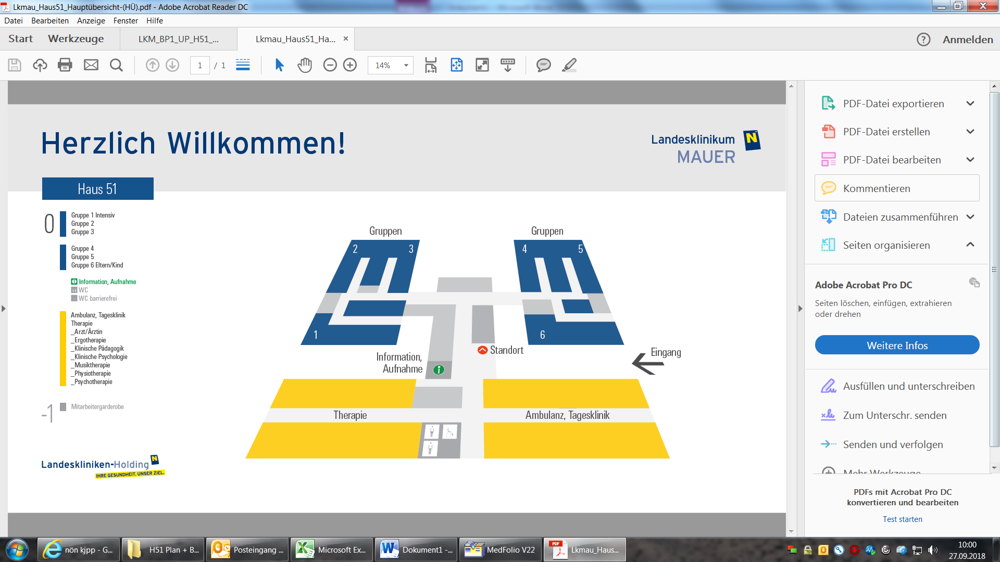 Lkmau_Haus51_Hauptübersicht-(HÜ).pdf - Adobe Acrobat Reader DC
Datei Bearbeiten Anzeige Fenster Hilfe
Start Werkzeuge LKM_BP1_UP_H51_... Lkmau_Haus51_Ha... Anmelden
1 / 1 14%
Herzlich Willkommen!
Landesklinikum
MAUER
N
Haus 51
0
Gruppe 1 Intensiv
Gruppe 2
Gruppe 3
Gruppe 4
Gruppe 5
Gruppe 6 Eltern/Kind
i Information, Aufnahme
WC
WC barrierefrei
Ambulanz, Tagesklinik
Therapie
_Arzt/Ärztin
_Ergotherapie
_Klinische Pädagogik
_Klinische Psychologie
_Musiktherapie
_Physiotherapie
_Psychotherapie
-1
Mitarbeitergarderobe
Landeskliniken-Holding N
IHRE GESUNDHEIT. UNSER ZIEL.
Gruppen Gruppen
2 3 4 5
1 6
Standort
Information,
Aufnahme
i
Eingang
Therapie Ambulanz, Tagesklinik
PDF-Datei exportieren
PDF-Datei erstellen
PDF-Datei bearbeiten
Kommentieren
Dateien zusammenführen
Seiten organisieren
Adobe Acrobat Pro DC
Seiten löschen, einfügen, extrahieren
oder drehen
Weitere Infos
Ausfüllen und unterschreiben
Zum Unterschr. senden
Senden und verfolgen
Mehr Werkzeuge
PDFs mit Acrobat Pro DC
konvertieren und bearbeiten
Test starten
nön kjpp - G... H51 Plan + B... Posteingang ... Microsoft Ex... Dokument1 -... MedFolio V22 Lkmau_Haus...
10:00
27.09.2018